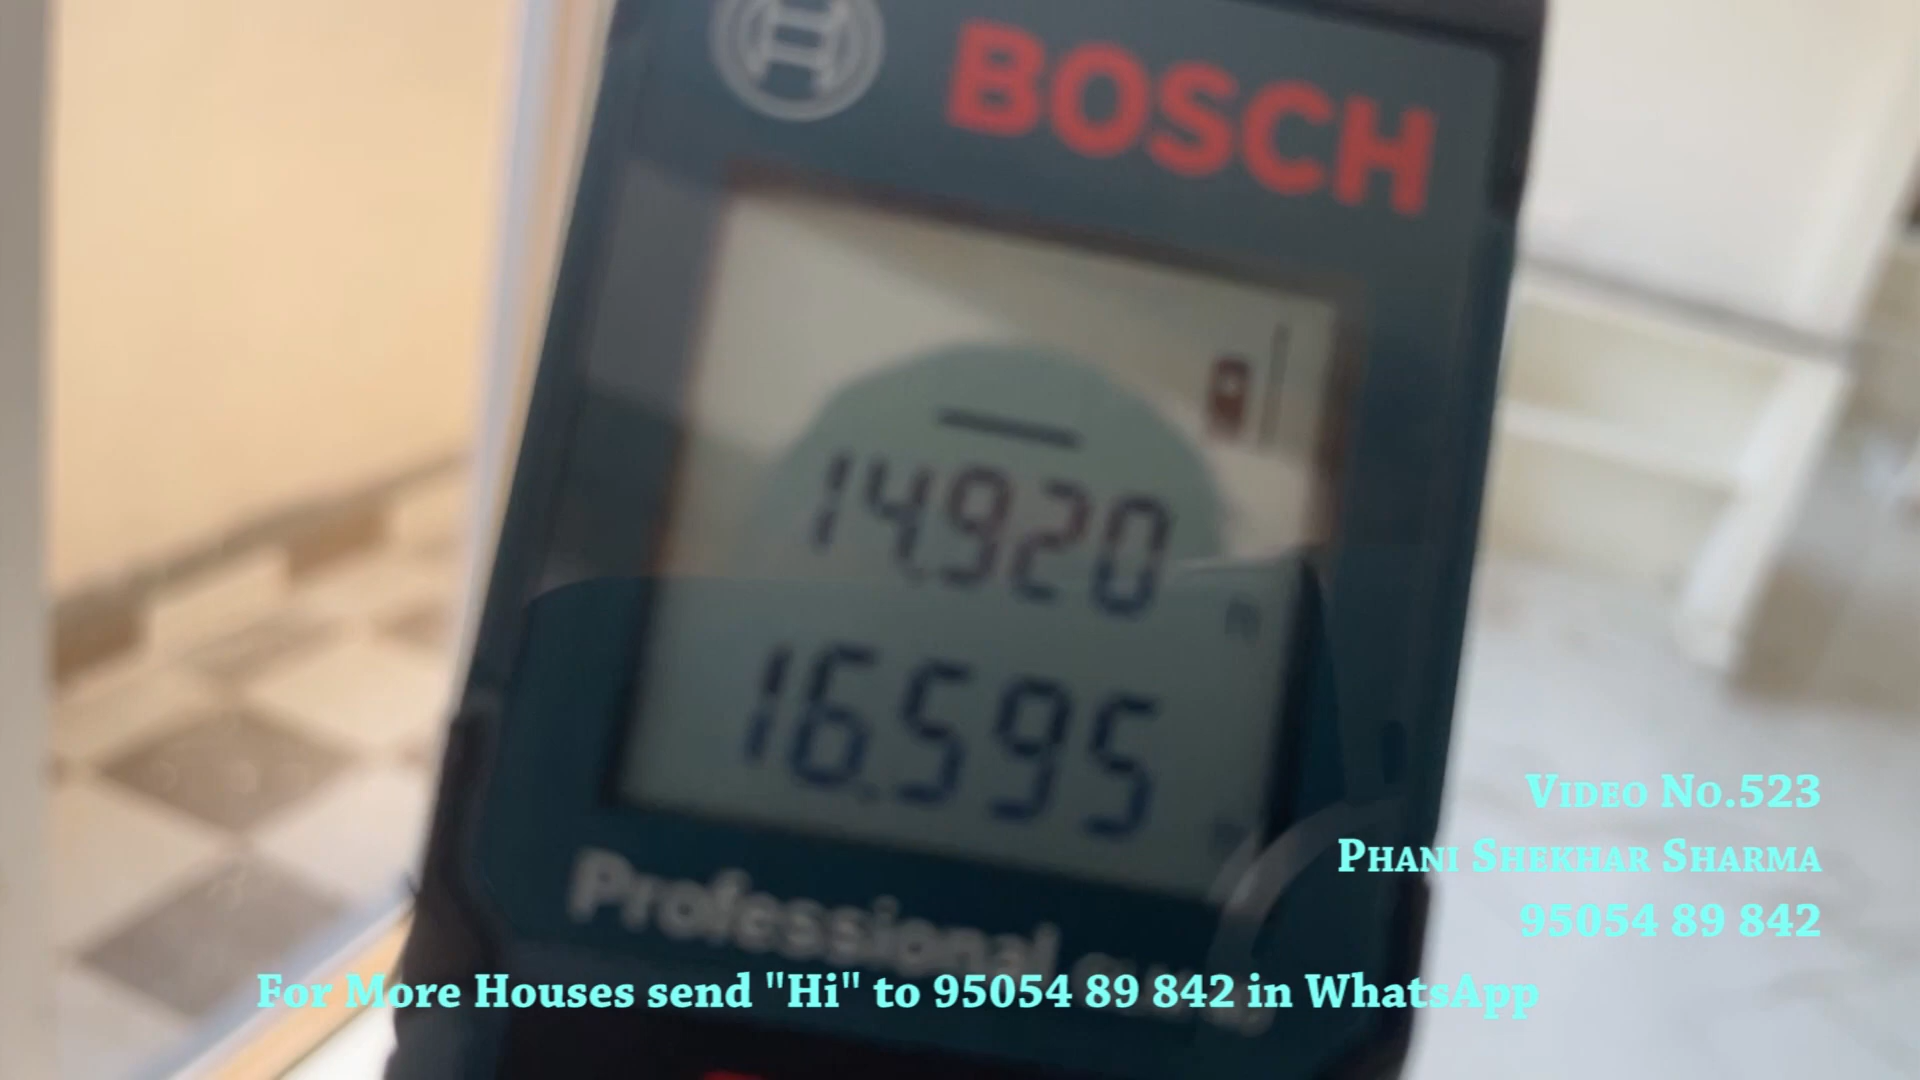 BOSCH
14.920
16.595
Professional
Video No.523
Phani Shekhar Sharma
95054 89 842
For More Houses send "Hi" to 95054 89 842 in WhatsApp